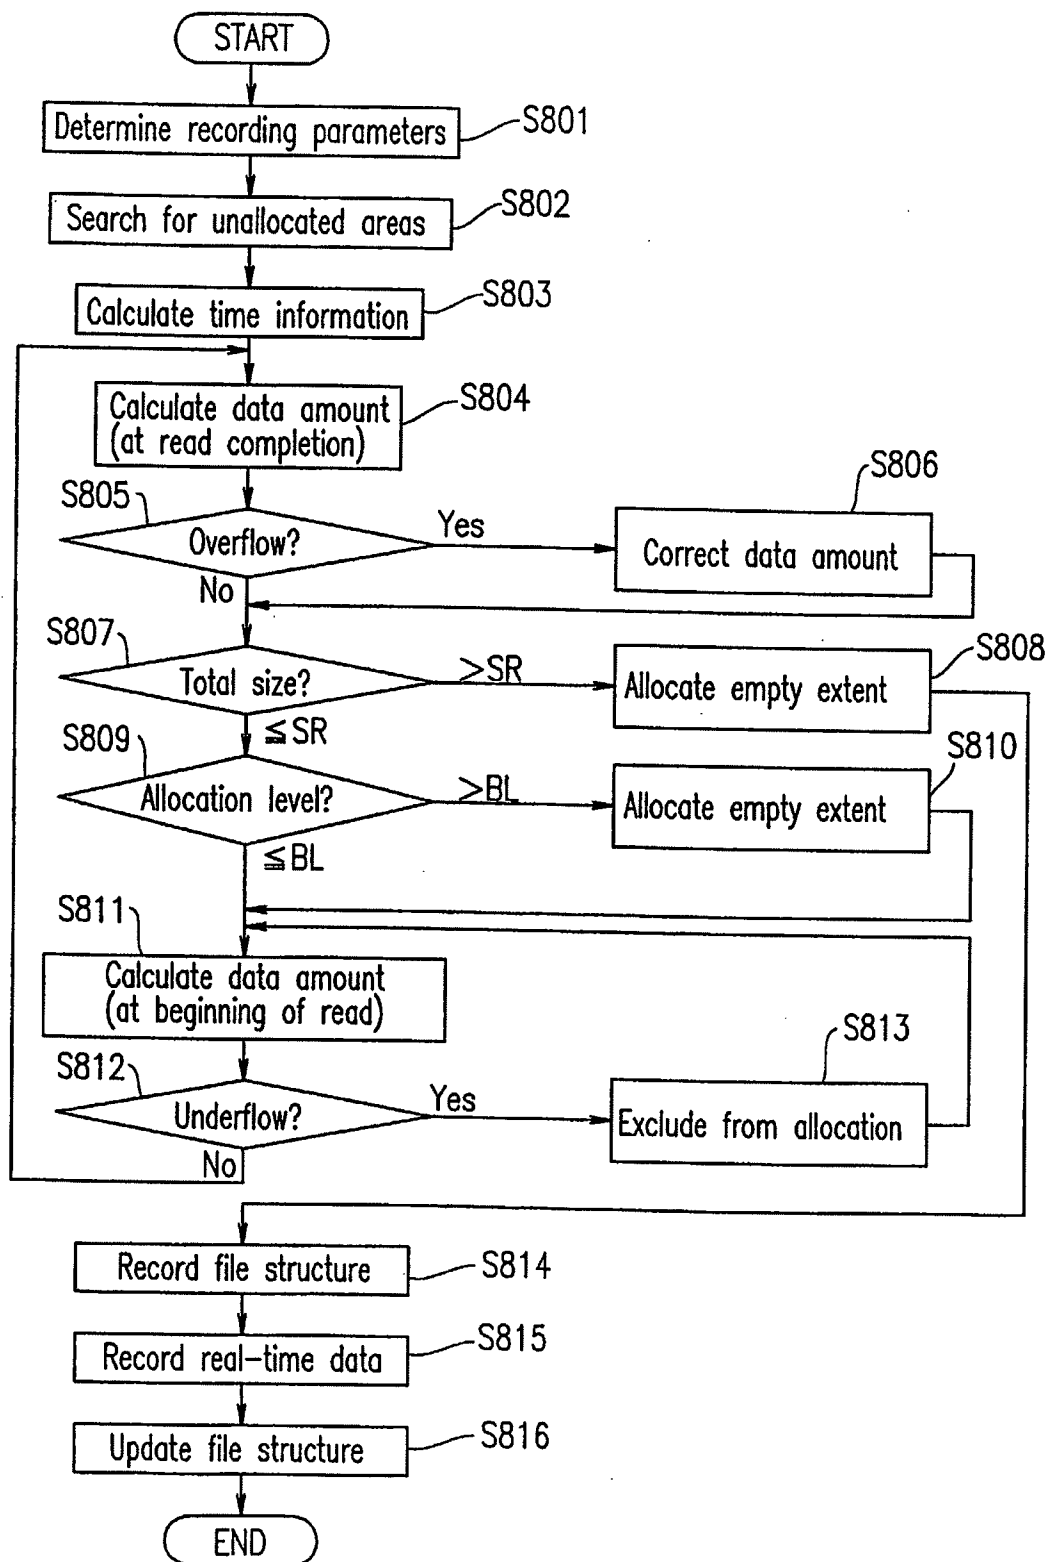 START
Determine recording parameters
S801
Search for unallocated areas
S802
Calculate time information
S803
Calculate data amount
(at read completion)
S804
S805
Overflow?
Yes
No
S806
Correct data amount
S807
Total size?
>SR
≦SR
S808
Allocate empty extent
S809
Allocation level?
>BL
≦BL
S810
Allocate empty extent
S811
Calculate data amount
(at beginning of read)
S812
Underflow?
Yes
No
S813
Exclude from allocation
Record file structure
S814
Record real-time data
S815
Update file structure
S816
END